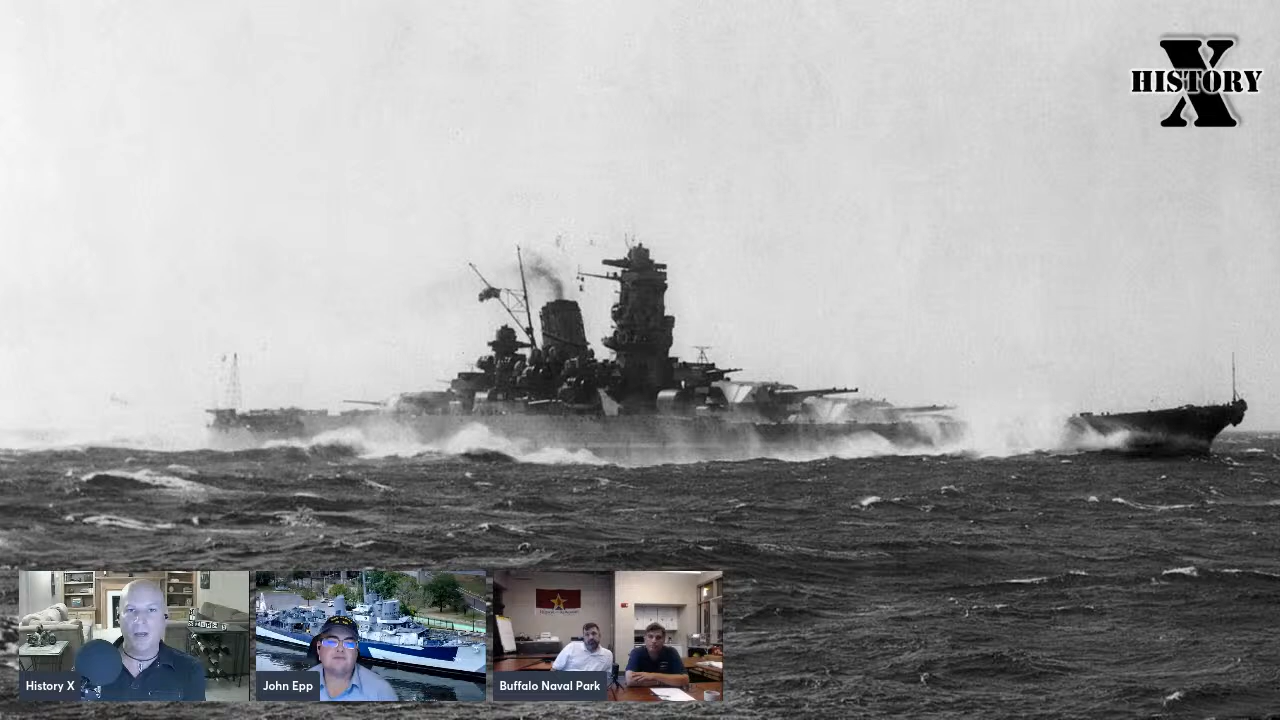 HISTORY
X
History X
John Epp
Buffalo Naval Park